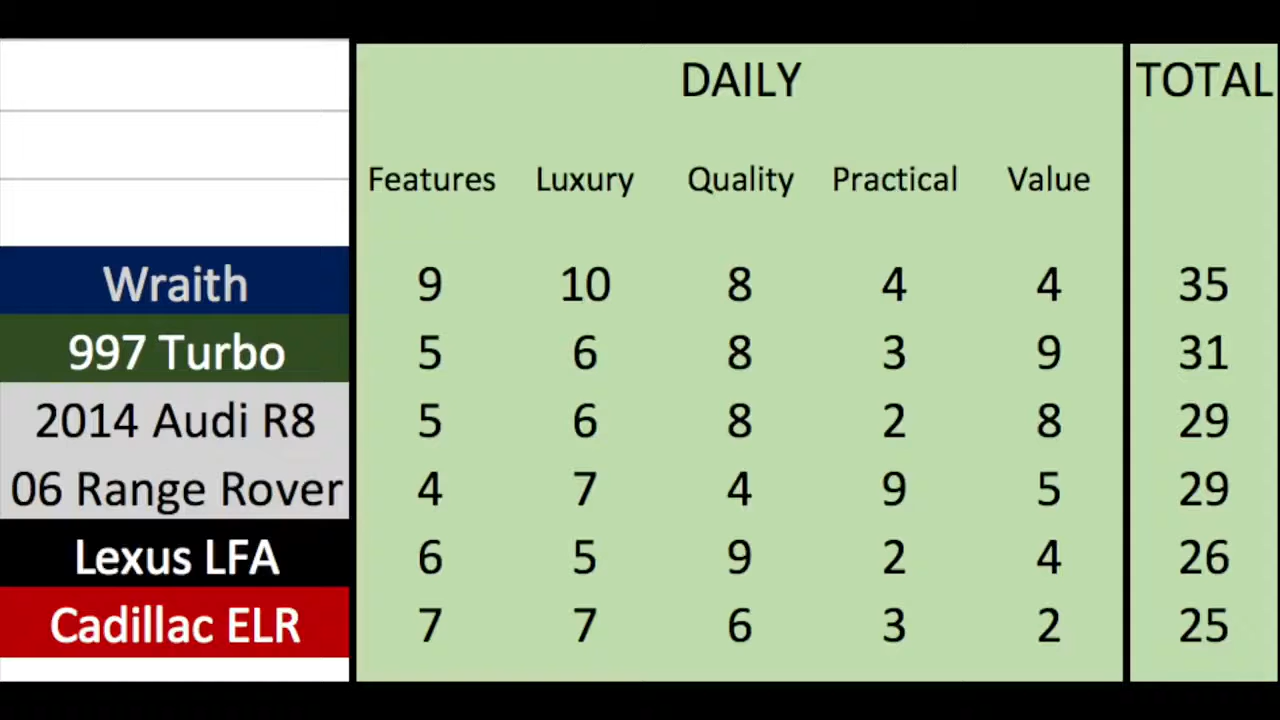 DAILY TOTAL
Features Luxury Quality Practical Value
Wraith 9 10 8 4 4 35
997 Turbo 5 6 8 3 9 31
2014 Audi R8 5 6 8 2 8 29
06 Range Rover 4 7 4 9 5 29
Lexus LFA 6 5 9 2 4 26
Cadillac ELR 7 7 6 3 2 25